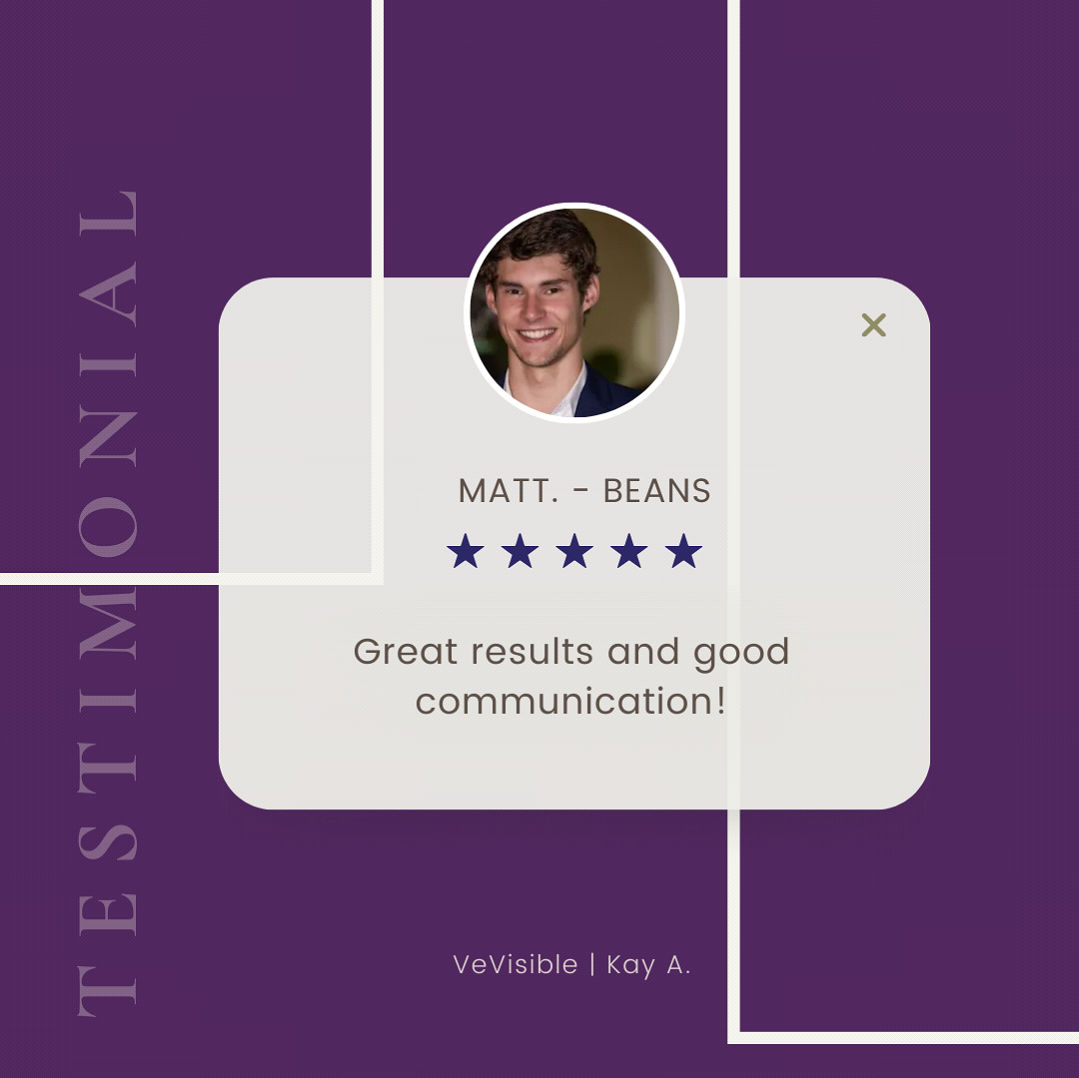 TESTIMONIAL
MATT. - BEANS
Great results and good
communication!
VeVisible | Kay A.